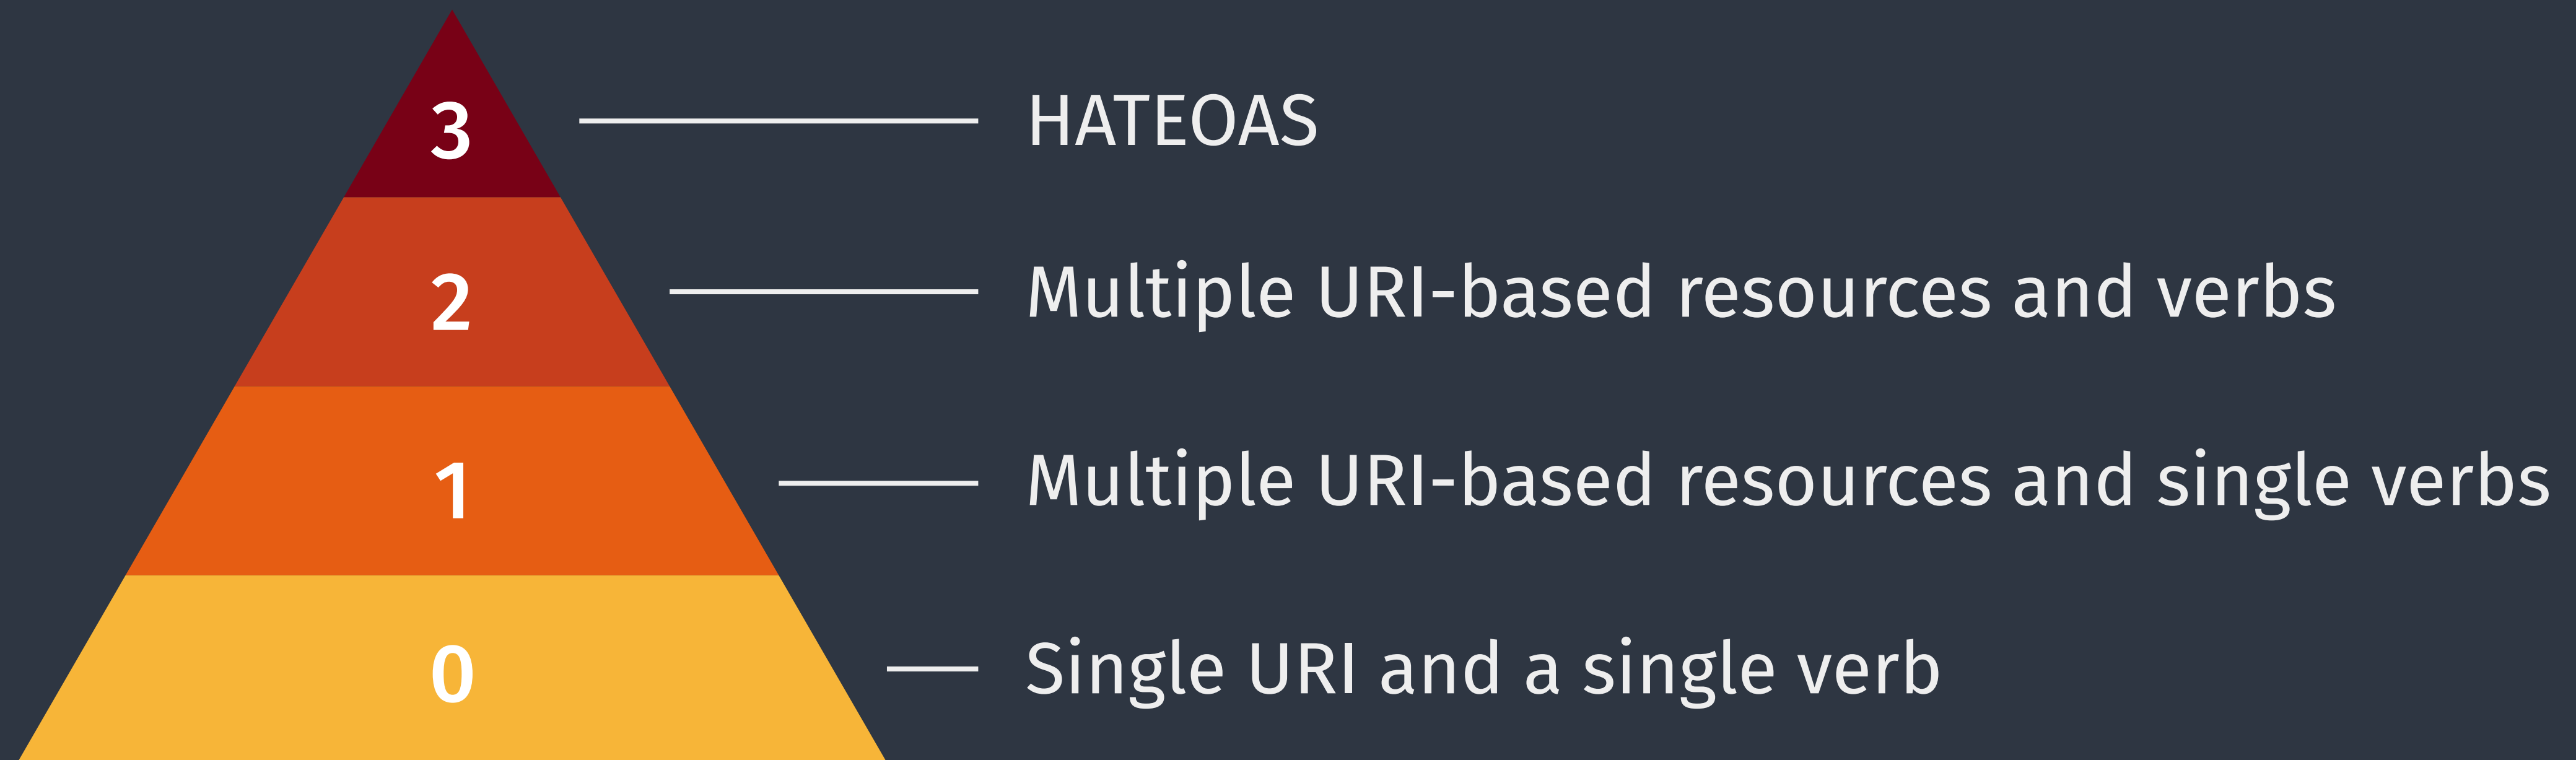 3
HATEOAS
2
Multiple URI-based resources and verbs
1
Multiple URI-based resources and single verbs
0
Single URI and a single verb